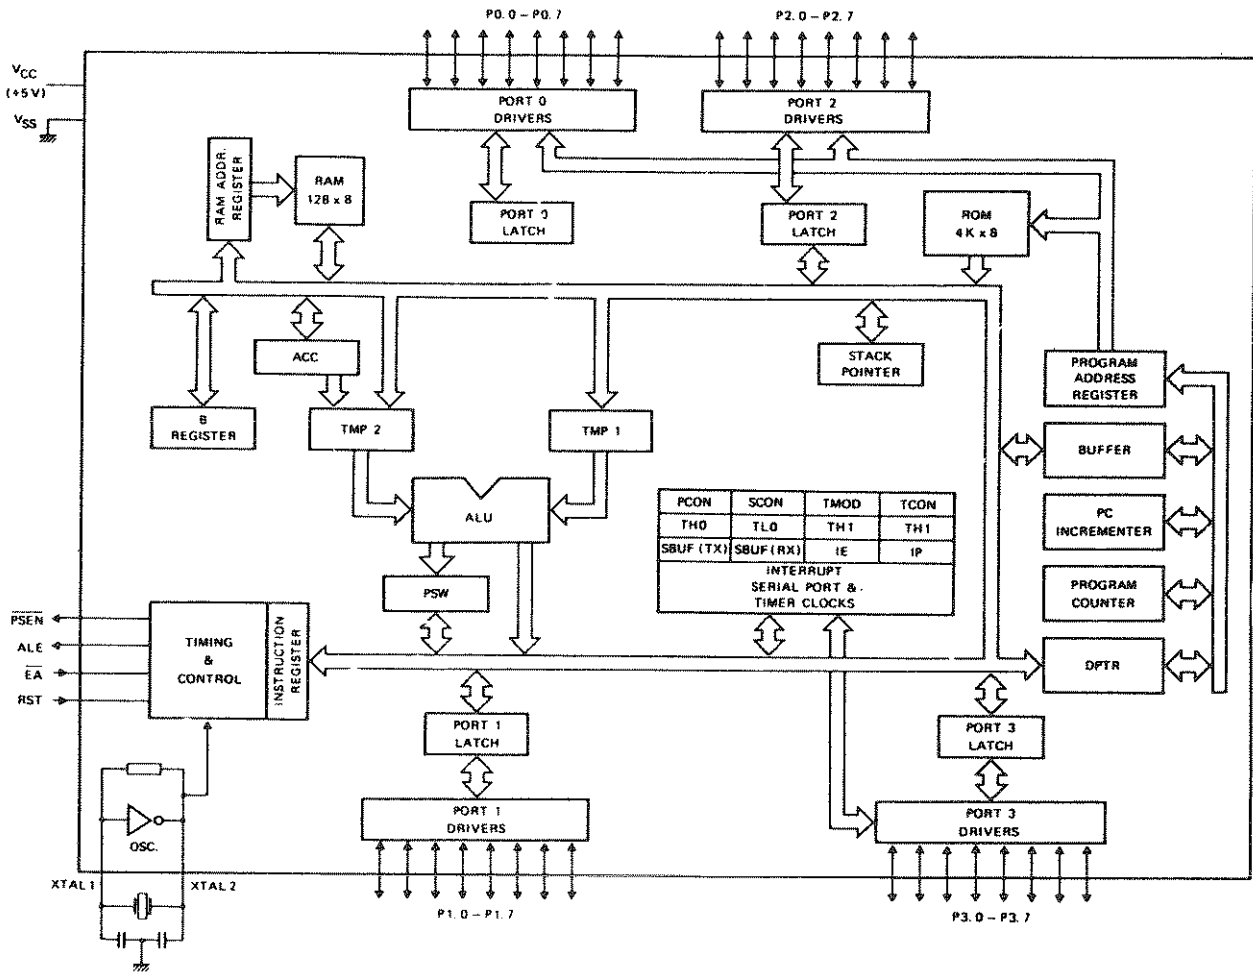 P0.0 – P0.7
P2.0 – P2.7
VCC
(+5V)
VSS
PORT 0
DRIVERS
PORT 2
DRIVERS
RAM ADDR.
REGISTER
RAM
128 x 8
PORT 0
LATCH
PORT 2
LATCH
ROM
4K x 8
ACC
STACK
POINTER
PROGRAM
ADDRESS
REGISTER
B
REGISTER
TMP 2
TMP 1
BUFFER
ALU
PCON SCON TMOD TCON
TH0 TL0 TH1 TH1
SBUF (TX) SBUF (RX) IE IP
INTERRUPT
SERIAL PORT &
TIMER CLOCKS
PC
INCREMENTER
PSW
PROGRAM
COUNTER
PSEN
ALE
EA
RST
TIMING
&
CONTROL
INSTRUCTION
REGISTER
DPTR
PORT 1
LATCH
PORT 3
LATCH
OSC.
PORT 1
DRIVERS
PORT 3
DRIVERS
XTAL 1
XTAL 2
P1.0 – P1.7
P3.0 – P3.7